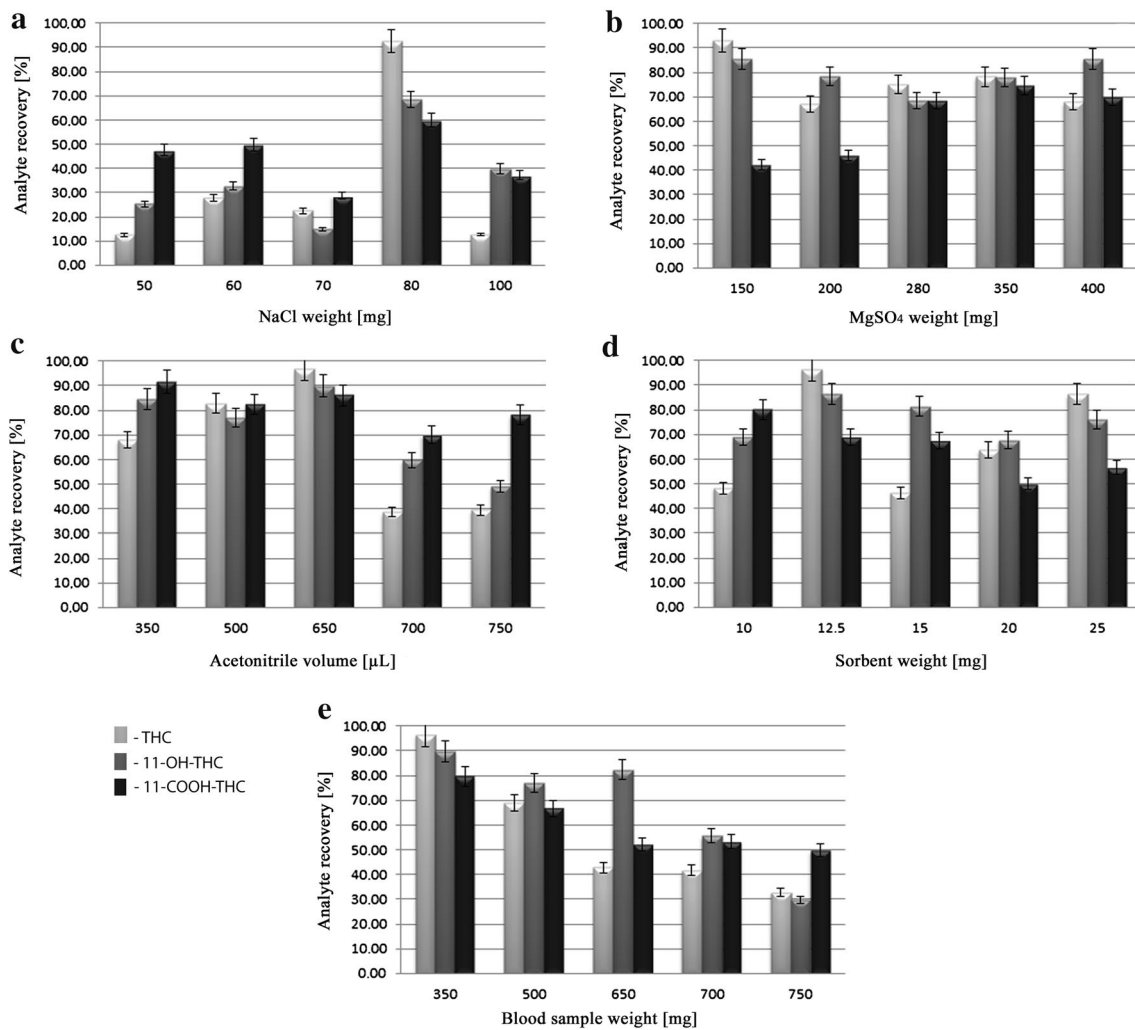 a
Analyte recovery [%]
100,00
90.00
80.00
70.00
60.00
50.00
40.00
30.00
20.00
10.00
0.00
50 60 70 80 100
NaCl weight [mg]
b
Analyte recovery [%]
100,00
90.00
80.00
70.00
60.00
50.00
40.00
30.00
20.00
10.00
0.00
150 200 280 350 400
MgSO4 weight [mg]
c
Analyte recovery [%]
100,00
90.00
80.00
70.00
60.00
50.00
40.00
30.00
20.00
10.00
0.00
350 500 650 700 750
Acetonitrile volume [µL]
d
Analyte recovery [%]
100,00
90.00
80.00
70.00
60.00
50.00
40.00
30.00
20.00
10.00
0.00
10 12.5 15 20 25
Sorbent weight [mg]
- THC
- 11-OH-THC
- 11-COOH-THC
e
Analyte recovery [%]
100.00
90.00
80.00
70.00
60.00
50.00
40.00
30.00
20.00
10.00
0.00
350 500 650 700 750
Blood sample weight [mg]